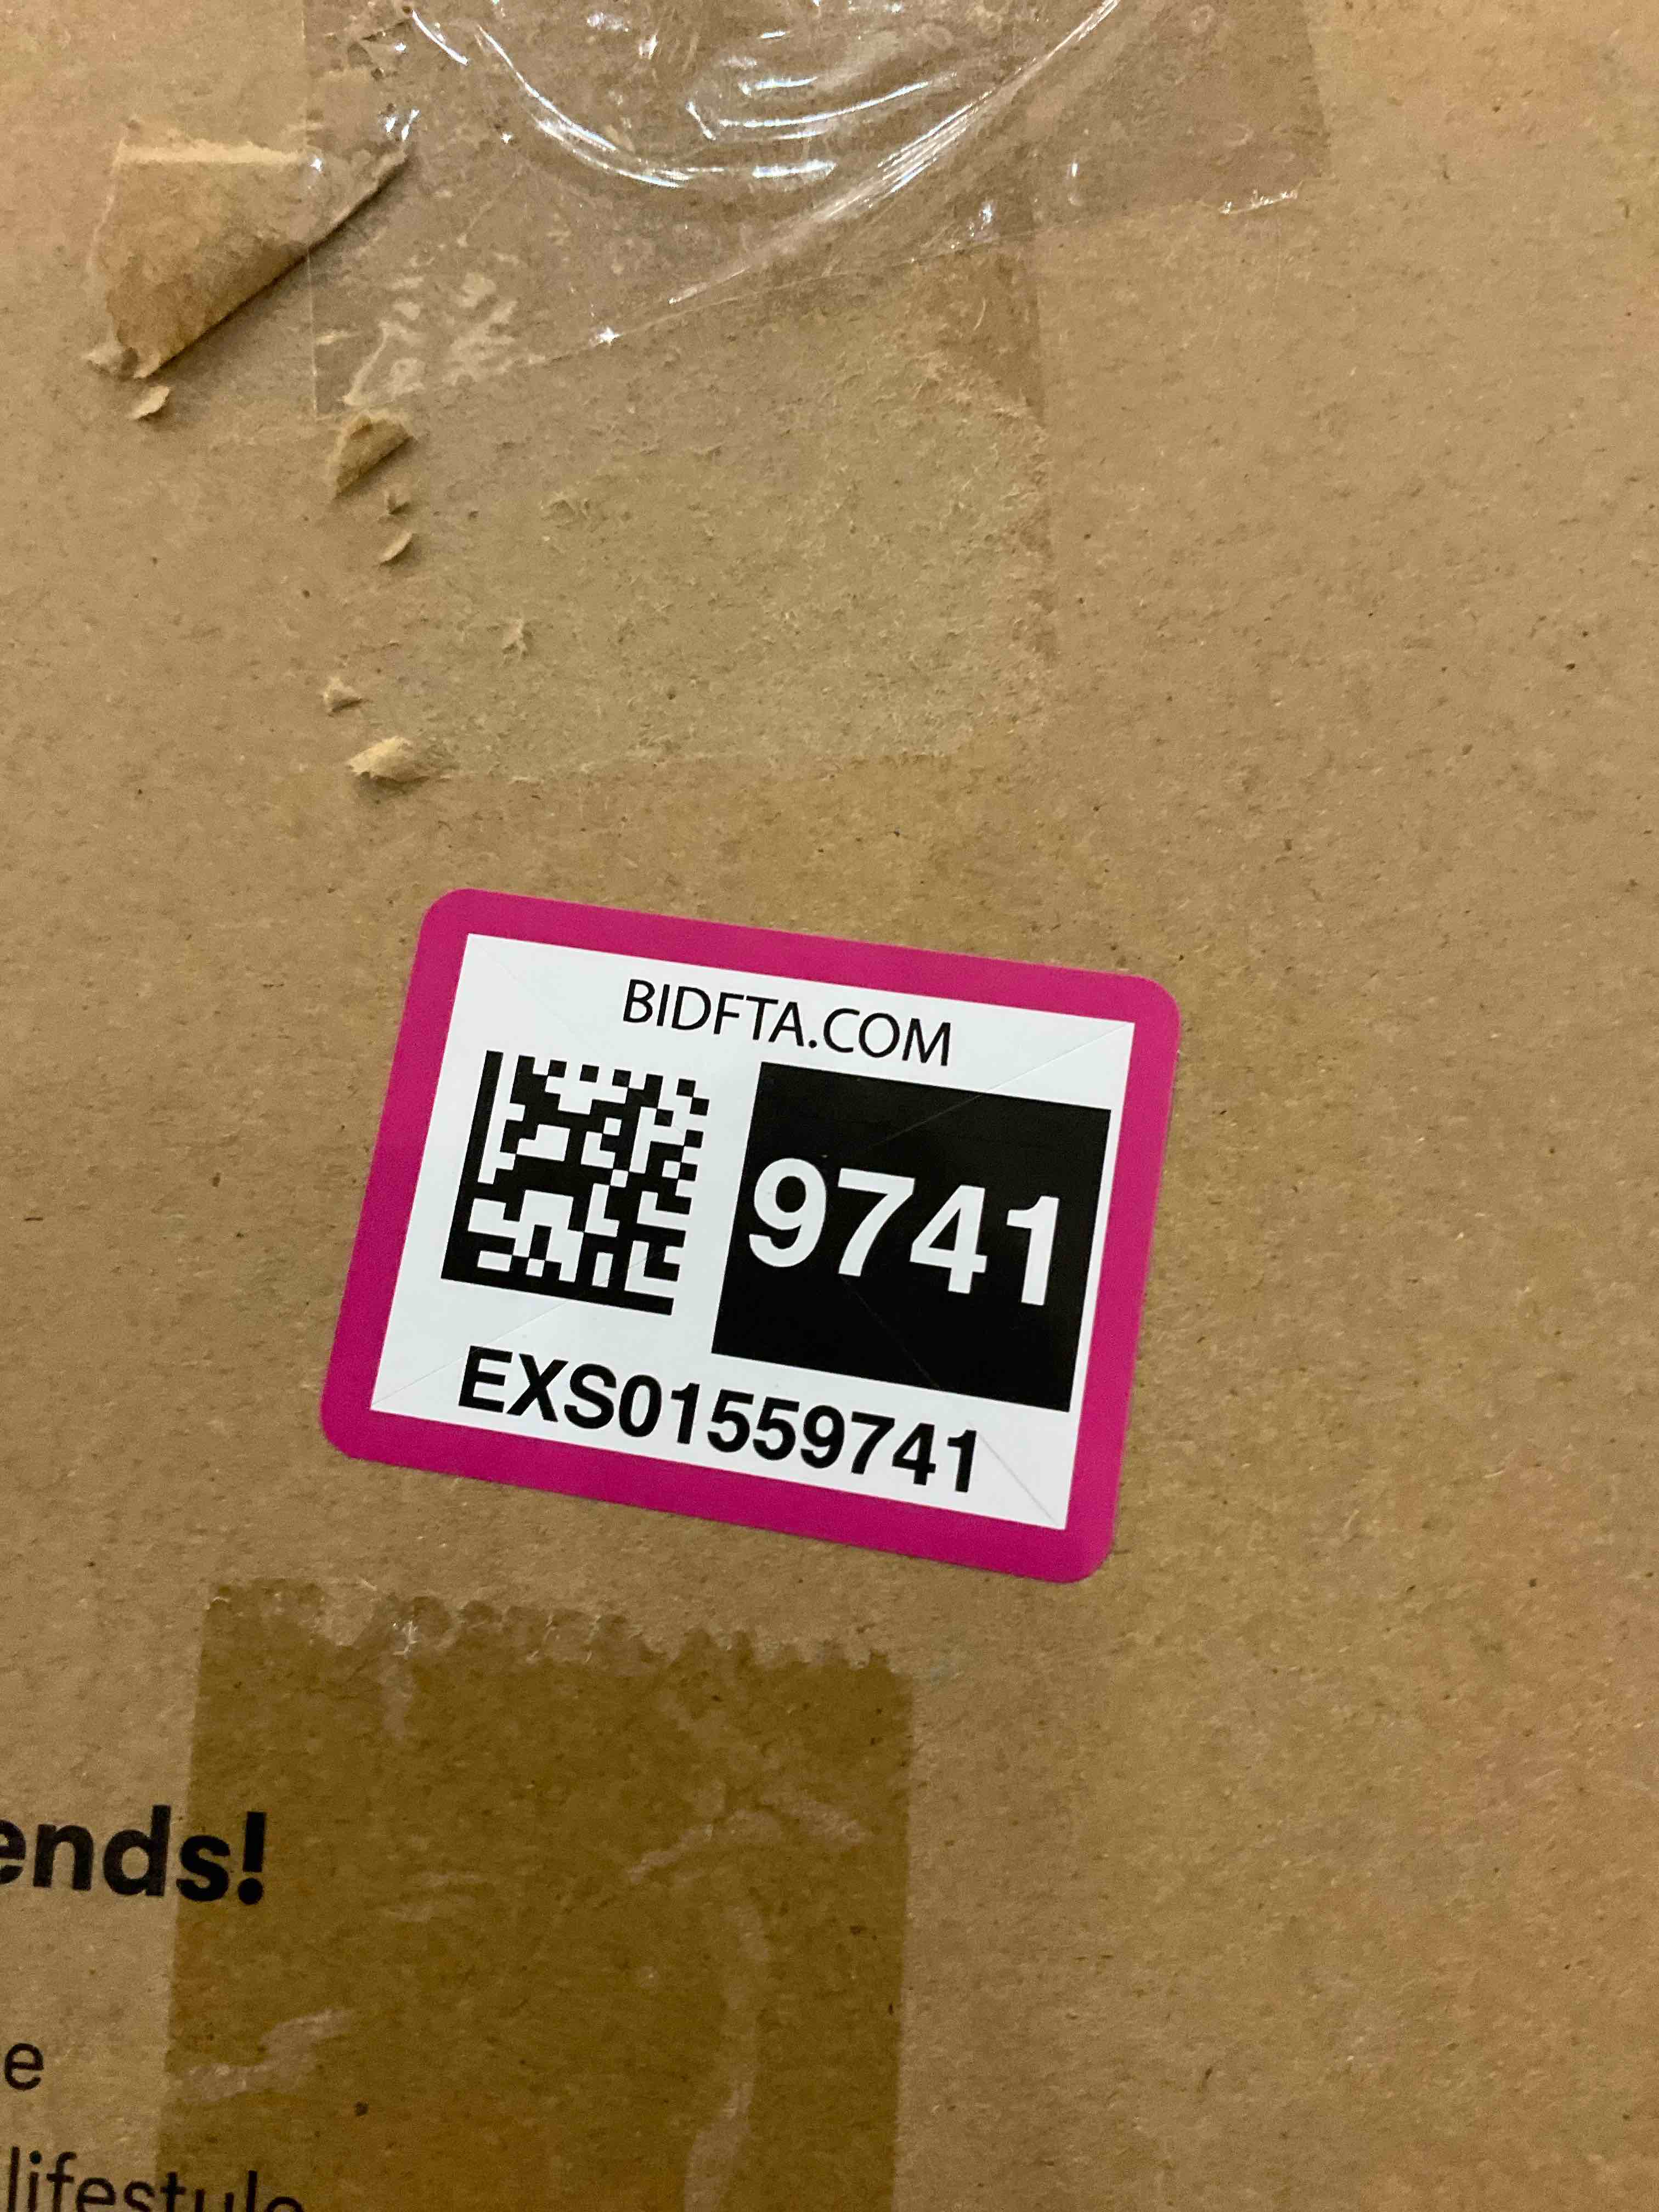 BIDFTA.COM
9741
EXS01559741
ends!
e
lifestyle